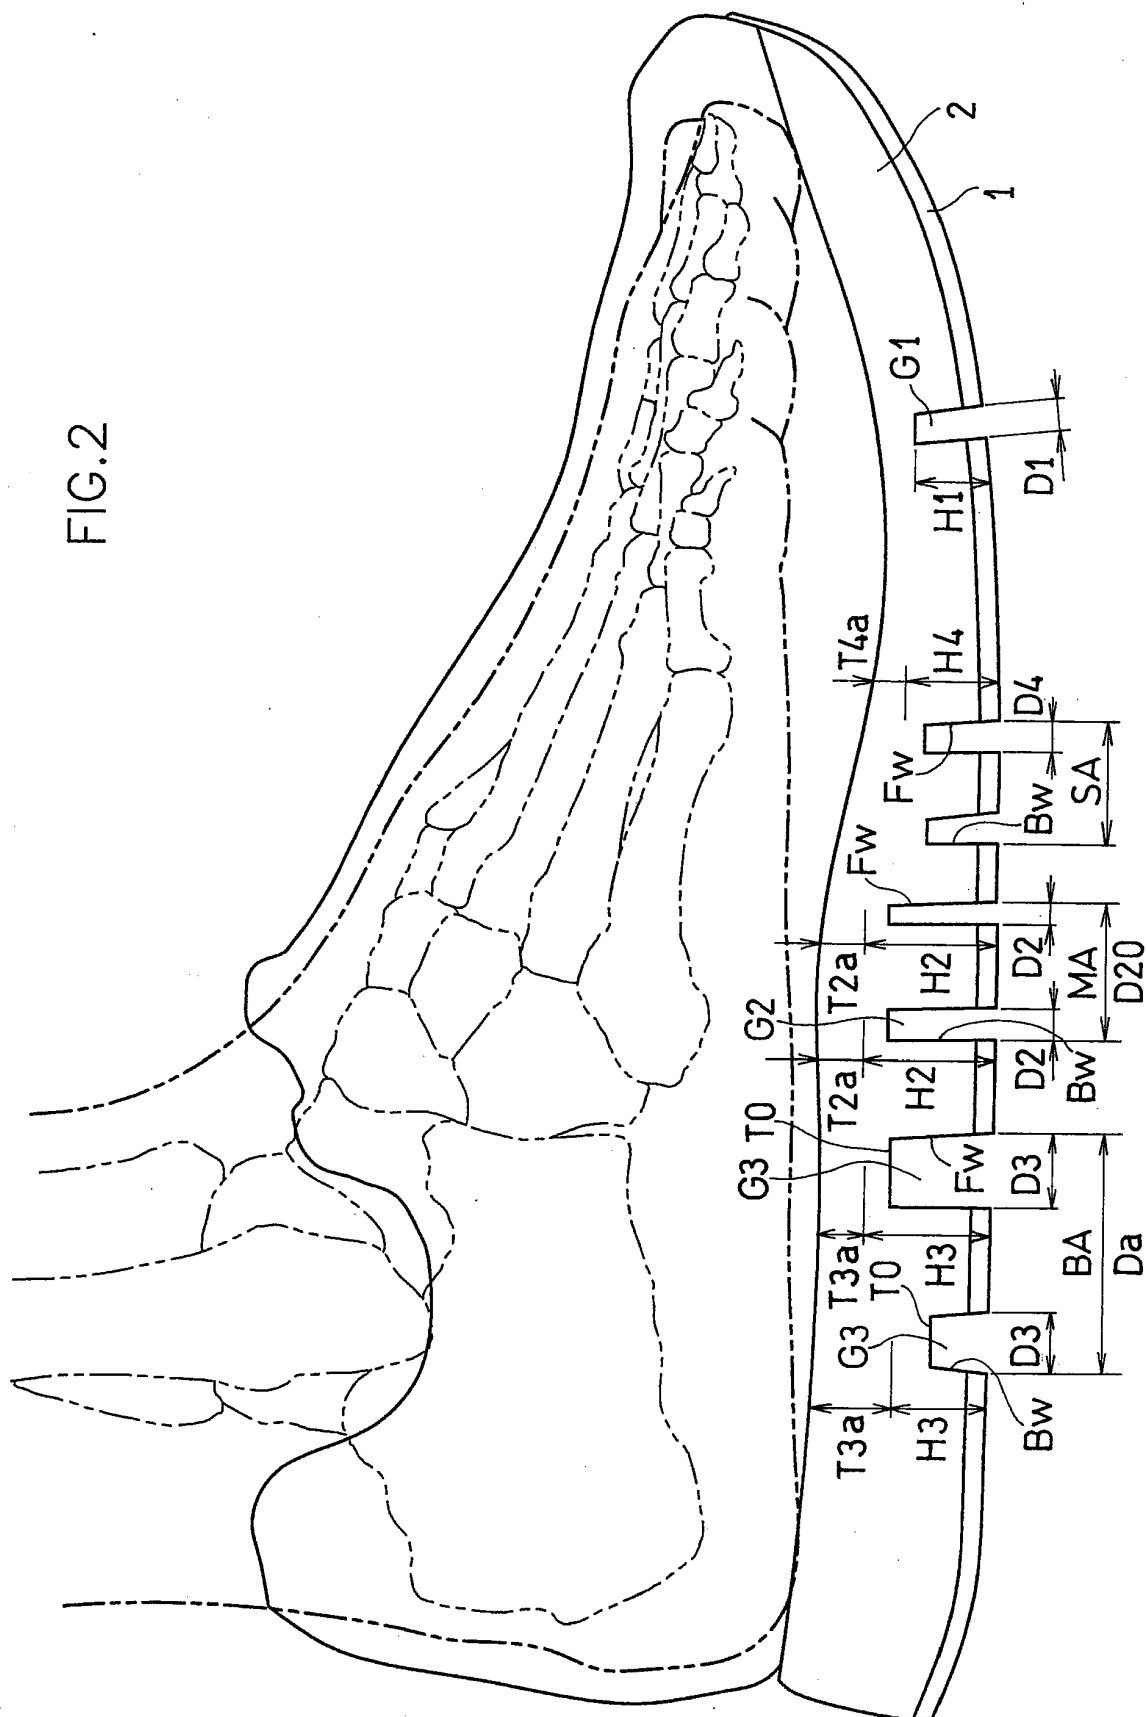 FIG.2
2
1
G1
H1
D1
T4a
H4
D4
Fw
SA
Bw
Fw
T2a
H2
D2
MA
D20
G2
T2a
H2
D2
Bw
G3
T0
Fw
D3
T3a
H3
BA
Da
T0
G3
D3
T3a
H3
Bw